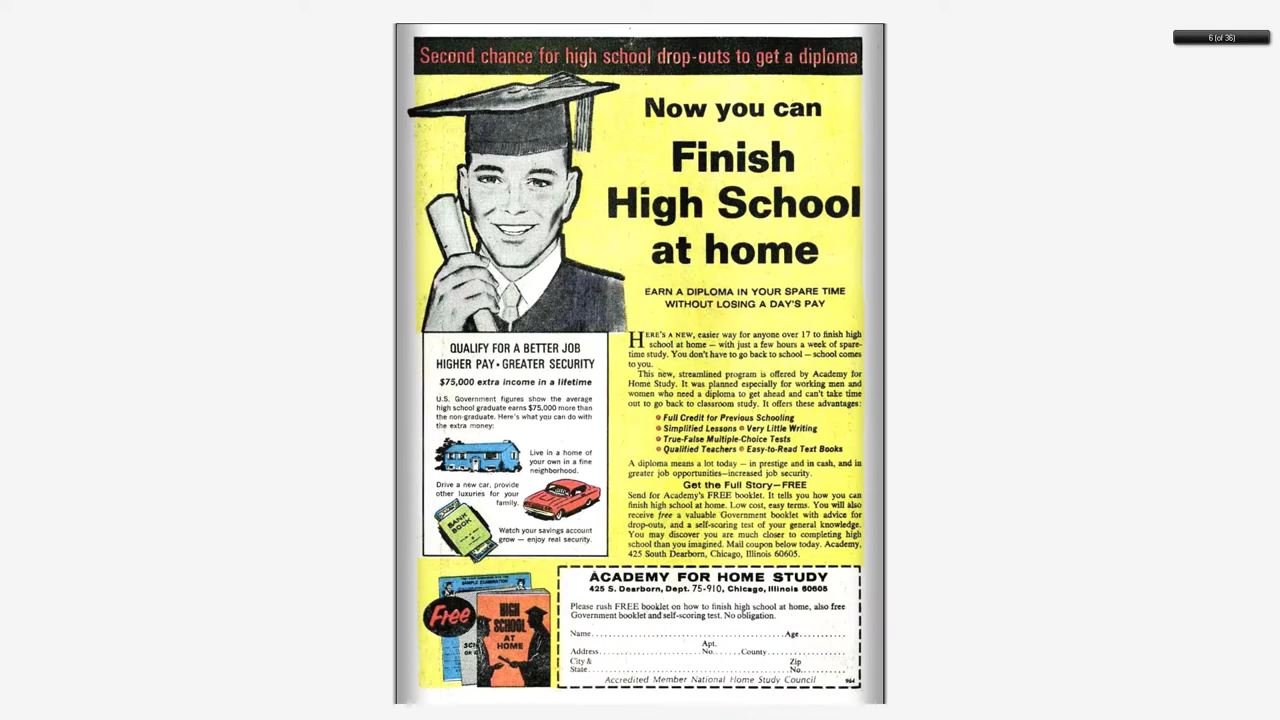 6 (of 36)
Second chance for high school drop-outs to get a diploma
Now you can
Finish
High School
at home
EARN A DIPLOMA IN YOUR SPARE TIME
WITHOUT LOSING A DAY'S PAY
QUALIFY FOR A BETTER JOB
HIGHER PAY • GREATER SECURITY
$75,000 extra income in a lifetime
U.S. Government figures show the average
high school graduate earns $75,000 more than
the non-graduate. Here's what you can do with
the extra money:
Live in a home of
your own in a fine
neighborhood.
Drive a new car, provide
other luxuries for your
family.
BANK
BOOK
Watch your savings account
grow — enjoy real security.
HERE'S A NEW, easier way for anyone over 17 to finish high
school at home — with just a few hours a week of spare-
time study. You don't have to go back to school — school comes
to you.
This new, streamlined program is offered by Academy for
Home Study. It was planned especially for working men and
women who need a diploma to get ahead and can't take time
out to go back to classroom study. It offers these advantages:
Full Credit for Previous Schooling
Simplified Lessons Very Little Writing
True-False Multiple-Choice Tests
Qualified Teachers Easy-to-Read Text Books
A diploma means a lot today — in prestige and in cash, and in
greater job opportunities—increased job security.
Get the Full Story—FREE
Send for Academy's FREE booklet. It tells you how you can
finish high school at home. Low cost, easy terms. You will also
receive free a valuable Government booklet with advice for
drop-outs, and a self-scoring test of your general knowledge.
You may discover you are much closer to completing high
school than you imagined. Mail coupon below today. Academy,
425 South Dearborn, Chicago, Illinois 60605.
SAMPLE EXAMINATION
Free
HIGH
SCHOOL
AT
HOME
ACADEMY FOR HOME STUDY
425 S. Dearborn, Dept. 75-910, Chicago, Illinois 60605
Please rush FREE booklet on how to finish high school at home, also free
Government booklet and self-scoring test. No obligation.
Name Age
Apt.
Address No. County
City & Zip
State No.
Accredited Member National Home Study Council 964